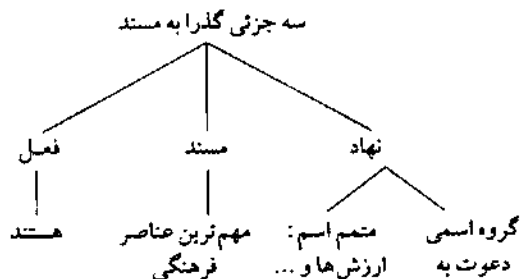 سه جزئی گذرا به مسند
نهاد
مسند
فعل
گروه اسمی
دعوت به
متمم اسم:
ارزش‌ها و ...
مهم‌ترین عناصر
فرهنگی
هستند